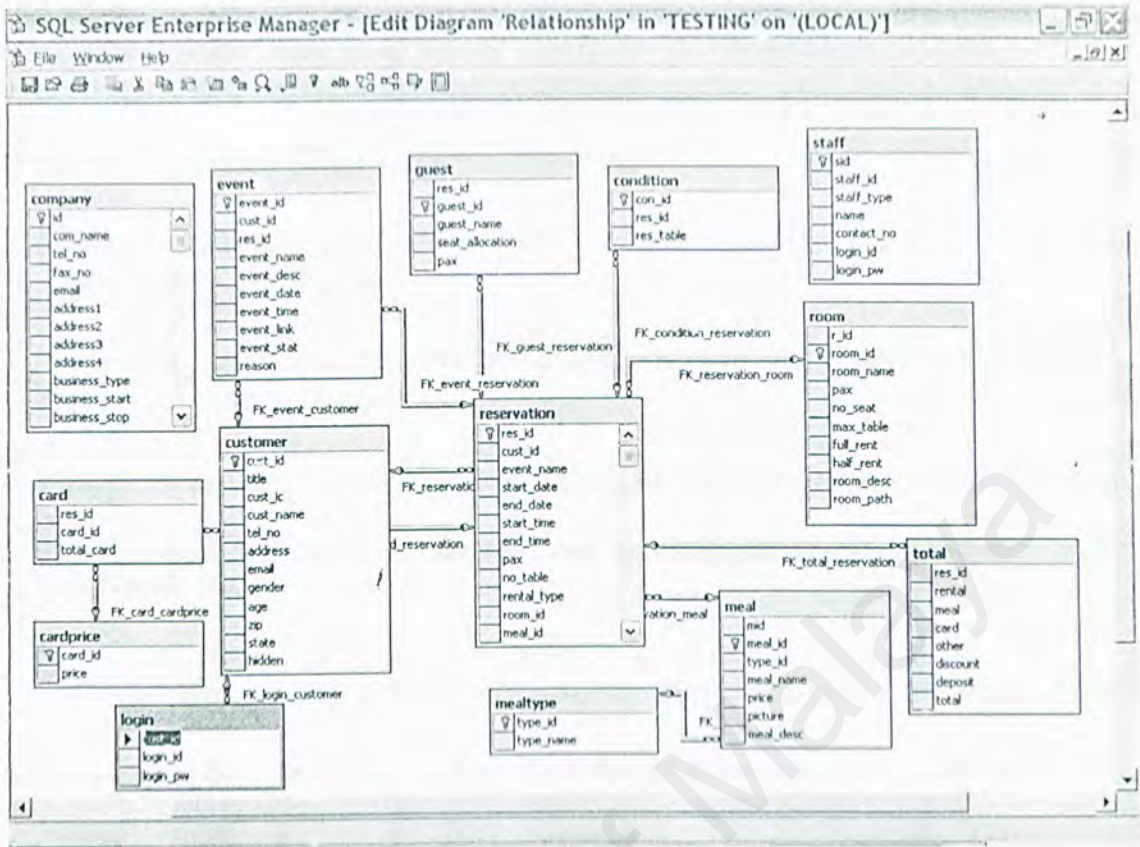 SQL Server Enterprise Manager - [Edit Diagram 'Relationship' in 'TESTING' on '(LOCAL)']
File Window Help
company
id
com_name
tel_no
fax_no
email
address1
address2
address3
address4
business_type
business_start
business_stop
event
event_id
cust_id
res_id
event_name
event_desc
event_date
event_time
event_link
event_stat
reason
guest
res_id
guest_id
guest_name
seat_allocation
pax
condition
con_id
res_id
res_table
staff
sid
staff_id
staff_type
name
contact_no
login_id
login_pw
room
r_id
room_id
room_name
pax
no_seat
max_table
full_rent
half_rent
room_desc
room_path
FK_guest_reservation
FK_condition_reservation
FK_reservation_room
FK_event_reservation
FK_event_customer
customer
cust_id
title
cust_ic
cust_name
tel_no
address
email
gender
age
zip
state
hidden
reservation
res_id
cust_id
event_name
start_date
end_date
start_time
end_time
pax
no_table
rental_type
room_id
meal_id
FK_reservatic
d_reservation
card
res_id
card_id
total_card
FK_card_cardprice
cardprice
card_id
price
FK_login_customer
login
cust_id
login_id
login_pw
FK_total_reservation
total
res_id
rental
meal
card
other
discount
deposit
total
vation_meal
meal
mid
meal_id
type_id
meal_name
price
picture
meal_desc
mealtype
type_id
type_name
FK_
Malaya